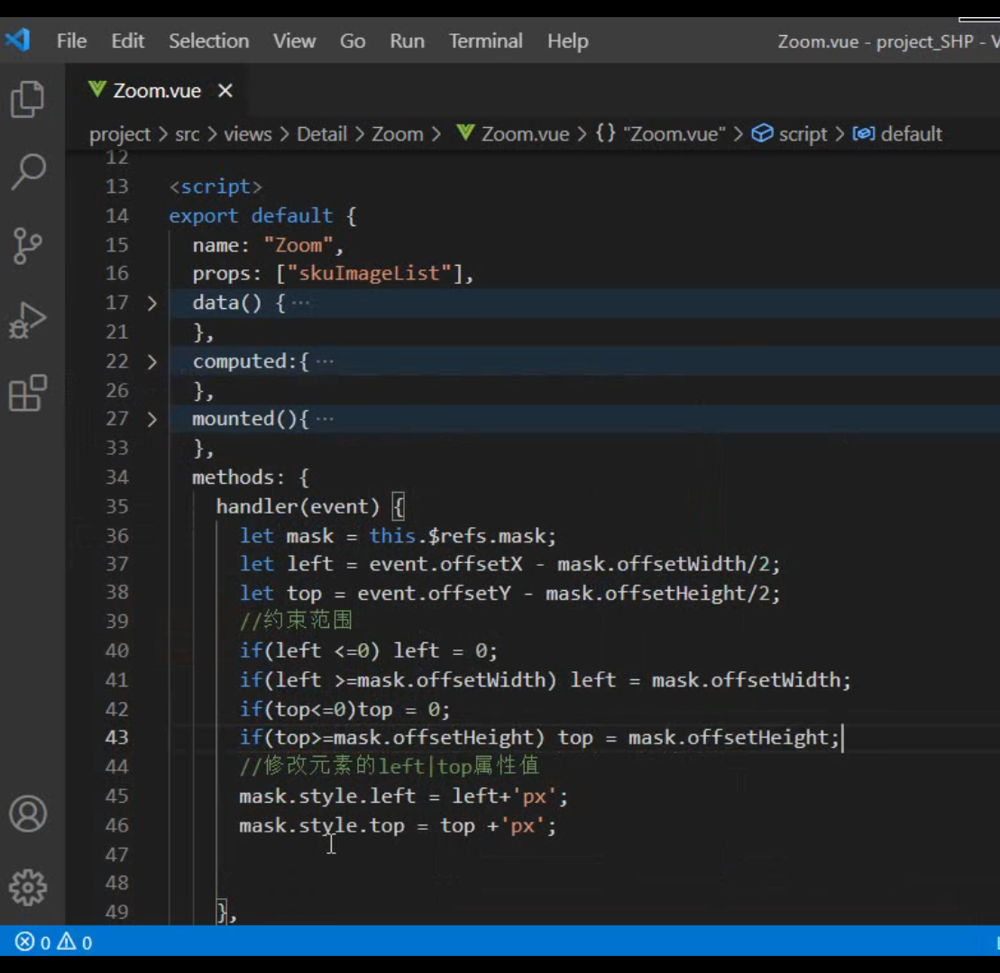 File Edit Selection View Go Run Terminal Help Zoom.vue - project_SHP - V
Zoom.vue ×
project > src > views > Detail > Zoom > Zoom.vue > {} "Zoom.vue" > script > default
12
13 <script>
14 export default {
15 name: "Zoom",
16 props: ["skuImageList"],
17 > data() { ···
21 },
22 > computed:{ ···
26 },
27 > mounted(){ ···
33 },
34 methods: {
35 handler(event) {
36 let mask = this.$refs.mask;
37 let left = event.offsetX - mask.offsetWidth/2;
38 let top = event.offsetY - mask.offsetHeight/2;
39 //约束范围
40 if(left <=0) left = 0;
41 if(left >=mask.offsetWidth) left = mask.offsetWidth;
42 if(top<=0)top = 0;
43 if(top>=mask.offsetHeight) top = mask.offsetHeight;
44 //修改元素的left|top属性值
45 mask.style.left = left+'px';
46 mask.style.top = top +'px';
47
48
49 },
0 0